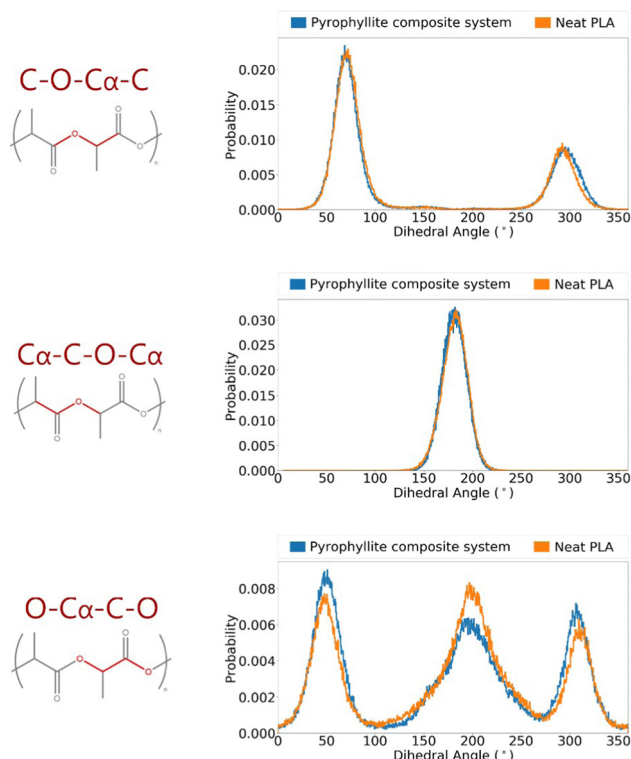 Pyrophyllite composite system Neat PLA
C-O-Cα-C
O
O
O
O
n
Probability
0.020
0.015
0.010
0.005
0.000
0 50 100 150 200 250 300 350
Dihedral Angle (°)
Pyrophyllite composite system Neat PLA
Cα-C-O-Cα
O
O
O
O
n
Probability
0.030
0.025
0.020
0.015
0.010
0.005
0.000
0 50 100 150 200 250 300 350
Dihedral Angle (°)
Pyrophyllite composite system Neat PLA
O-Cα-C-O
O
O
O
O
n
Probability
0.008
0.006
0.004
0.002
0.000
0 50 100 150 200 250 300 350
Dihedral Angle (°)